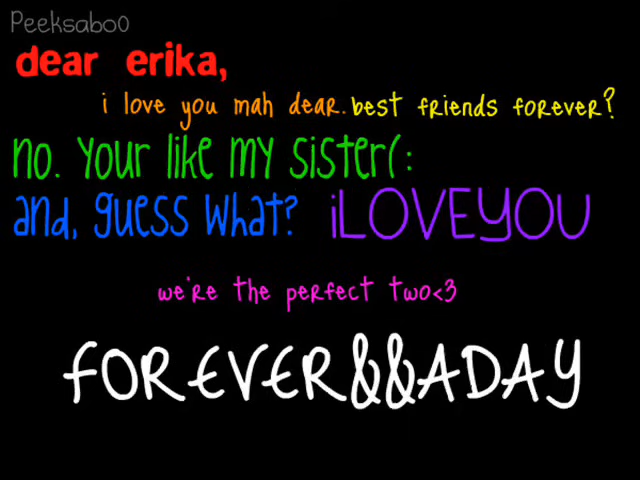 Peeksabo0
dear erika,
i love you mah dear. best friends forever?
no. your like my sister(:
and, guess what? iLOVEYOU
we're the perfect two<3
FOREVER&&ADAY